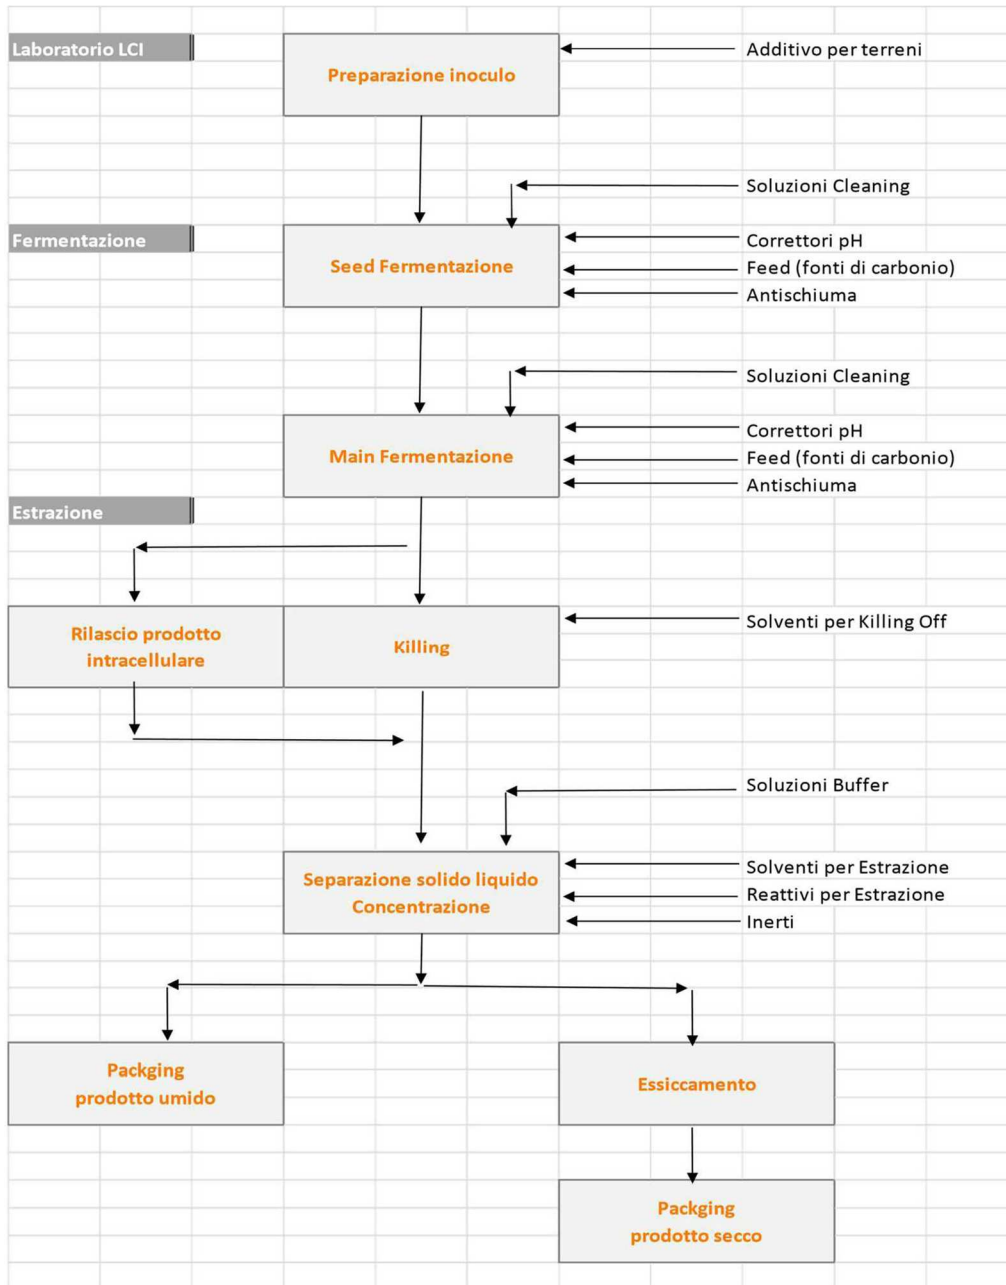 Laboratorio LCI
Additivo per terreni
Preparazione inoculo
Soluzioni Cleaning
Fermentazione
Correttori pH
Seed Fermentazione
Feed (fonti di carbonio)
Antischiuma
Soluzioni Cleaning
Correttori pH
Main Fermentazione
Feed (fonti di carbonio)
Antischiuma
Estrazione
Rilascio prodotto
intracellulare
Killing
Solventi per Killing Off
Soluzioni Buffer
Separazione solido liquido
Concentrazione
Solventi per Estrazione
Reattivi per Estrazione
Inerti
Packging
prodotto umido
Essiccamento
Packging
prodotto secco